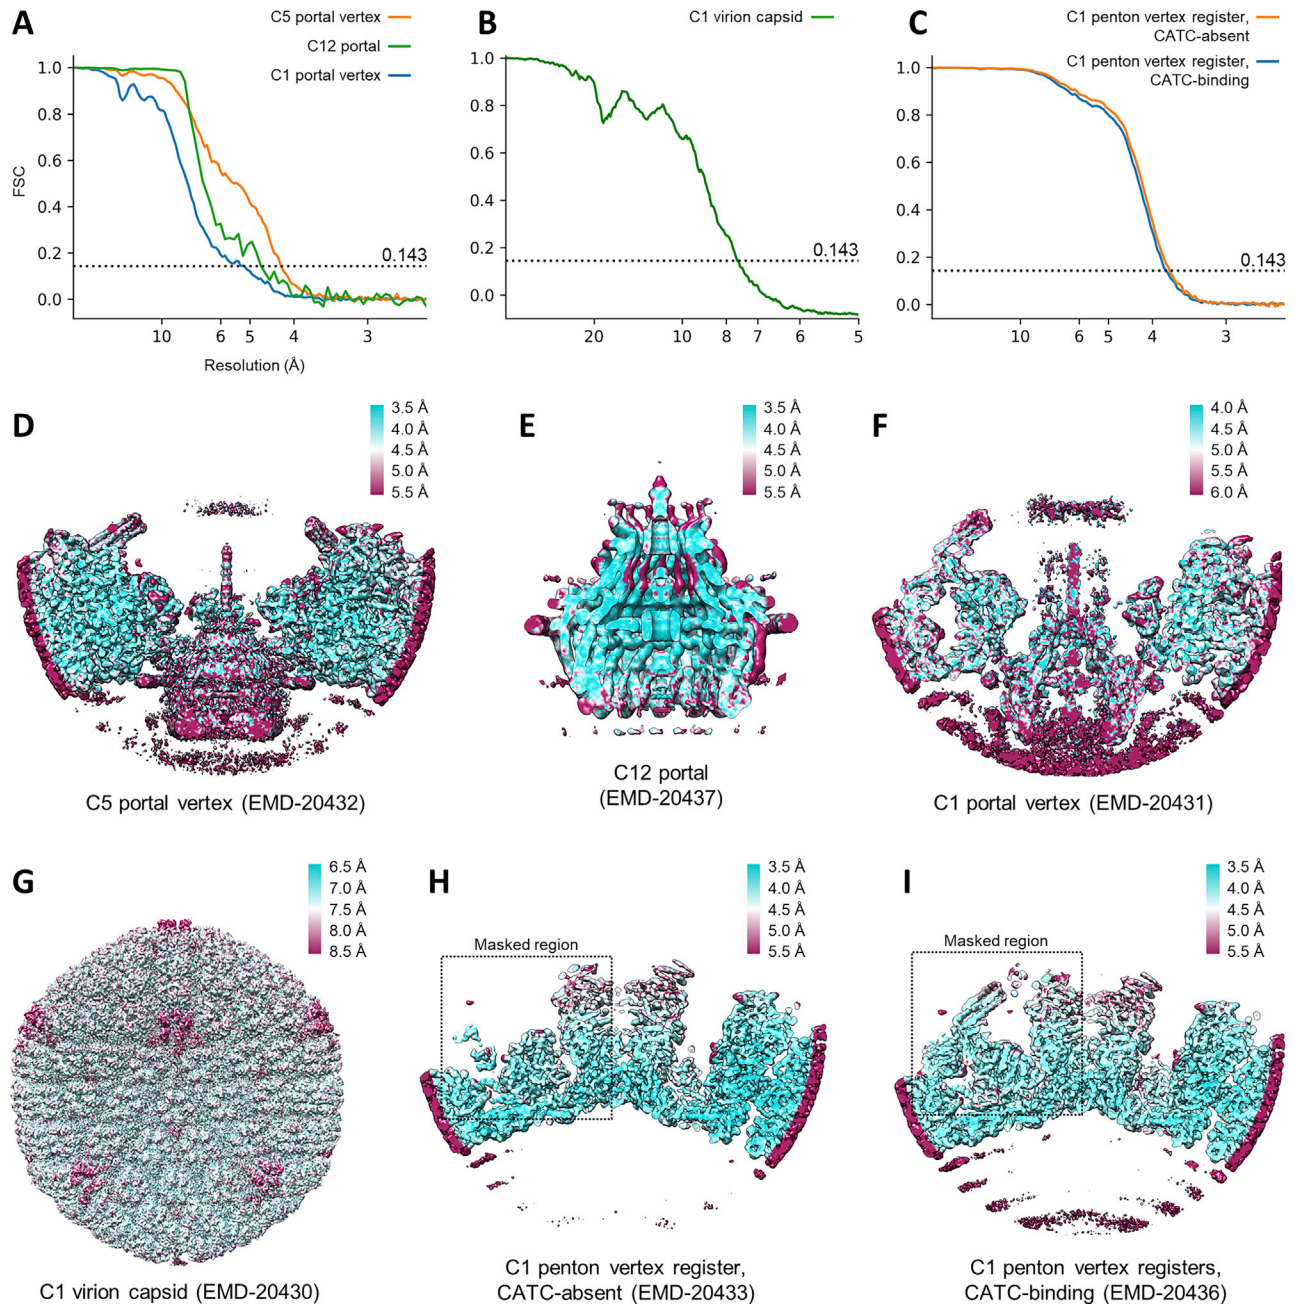 A
C5 portal vertex
C12 portal
C1 portal vertex
1.0
0.8
0.6
0.4
0.2
0.0
FSC
0.143
10 6 5 4 3
Resolution (Å)
B
C1 virion capsid
1.0
0.8
0.6
0.4
0.2
0.0
0.143
20 10 8 7 6 5
C
C1 penton vertex register,
CATC-absent
C1 penton vertex register,
CATC-binding
1.0
0.8
0.6
0.4
0.2
0.0
0.143
10 6 5 4 3
D
3.5 Å
4.0 Å
4.5 Å
5.0 Å
5.5 Å
C5 portal vertex (EMD-20432)
E
3.5 Å
4.0 Å
4.5 Å
5.0 Å
5.5 Å
C12 portal
(EMD-20437)
F
4.0 Å
4.5 Å
5.0 Å
5.5 Å
6.0 Å
C1 portal vertex (EMD-20431)
G
6.5 Å
7.0 Å
7.5 Å
8.0 Å
8.5 Å
C1 virion capsid (EMD-20430)
H
3.5 Å
4.0 Å
4.5 Å
5.0 Å
5.5 Å
Masked region
C1 penton vertex register,
CATC-absent (EMD-20433)
I
3.5 Å
4.0 Å
4.5 Å
5.0 Å
5.5 Å
Masked region
C1 penton vertex registers,
CATC-binding (EMD-20436)